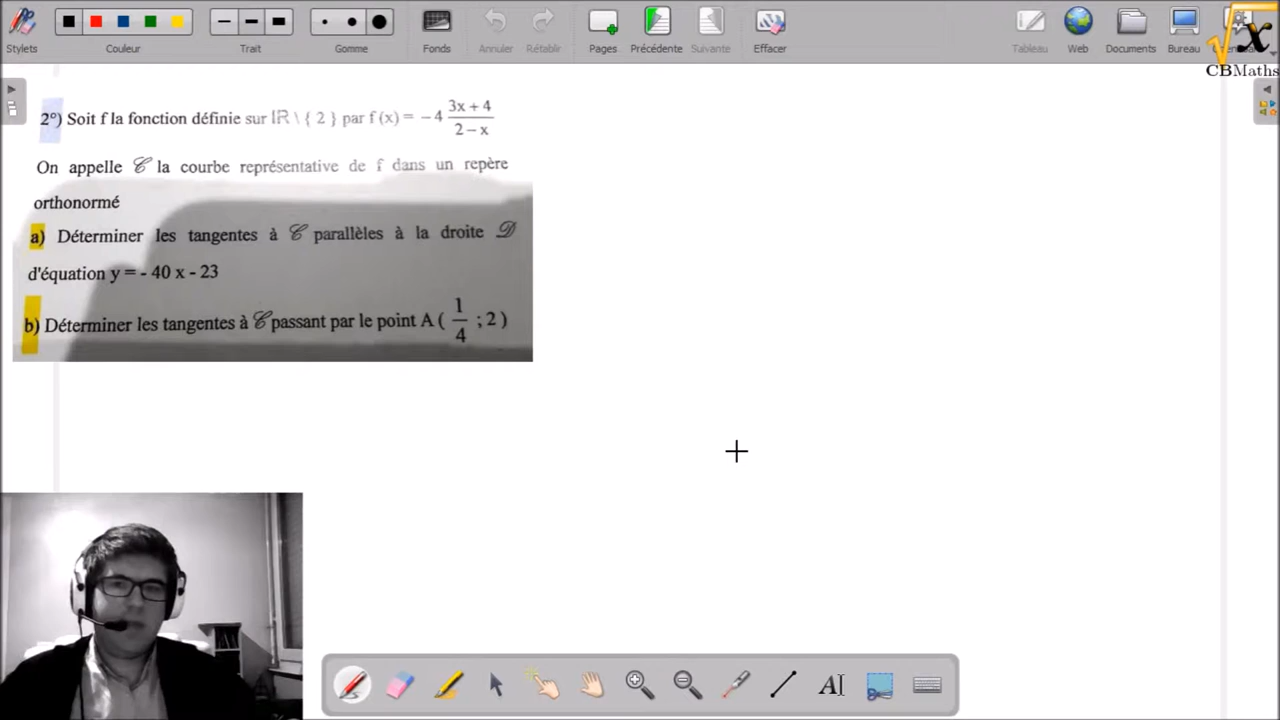 Stylets Couleur Trait Gomme Fonds Annuler Rétablir Pages Précédente Suivante Effacer Tableau Web Documents Bureau
CBMaths
2°) Soit f la fonction définie sur IR \ { 2 } par f (x) = − 4 (3x + 4)/(2 − x)
On appelle 𝒞 la courbe représentative de f dans un repère
orthonormé
a) Déterminer les tangentes à 𝒞 parallèles à la droite 𝒟
d'équation y = - 40 x - 23
b) Déterminer les tangentes à 𝒞 passant par le point A ( 1/4 ; 2 )
AI